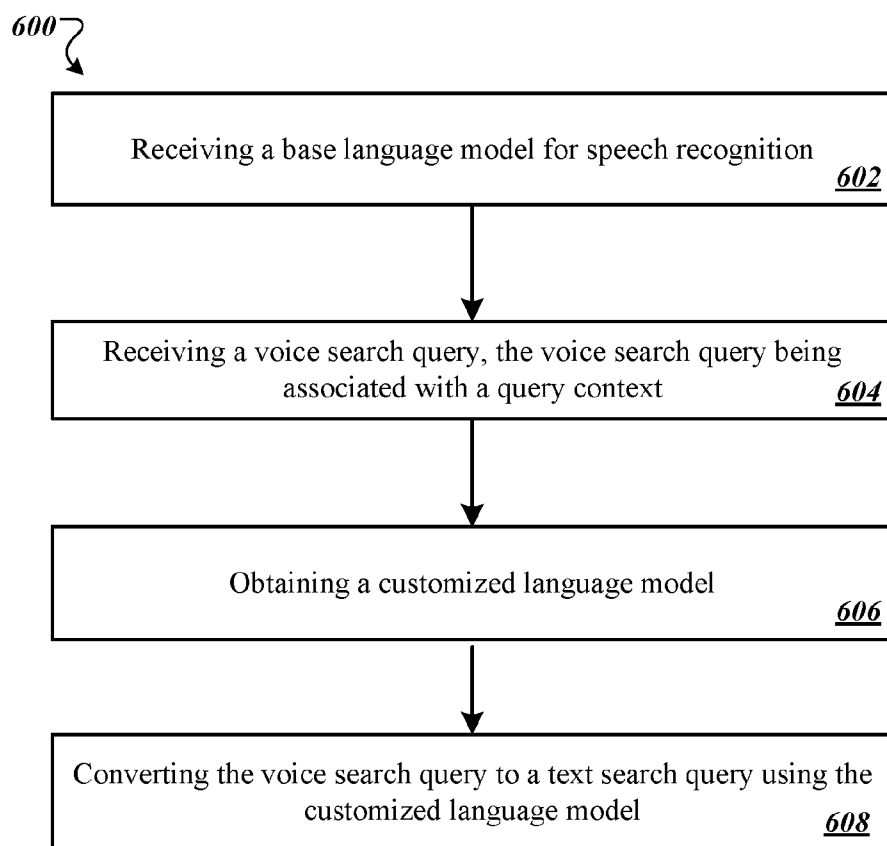 600
Receiving a base language model for speech recognition
602
Receiving a voice search query, the voice search query being
associated with a query context
604
Obtaining a customized language model
606
Converting the voice search query to a text search query using the
customized language model
608